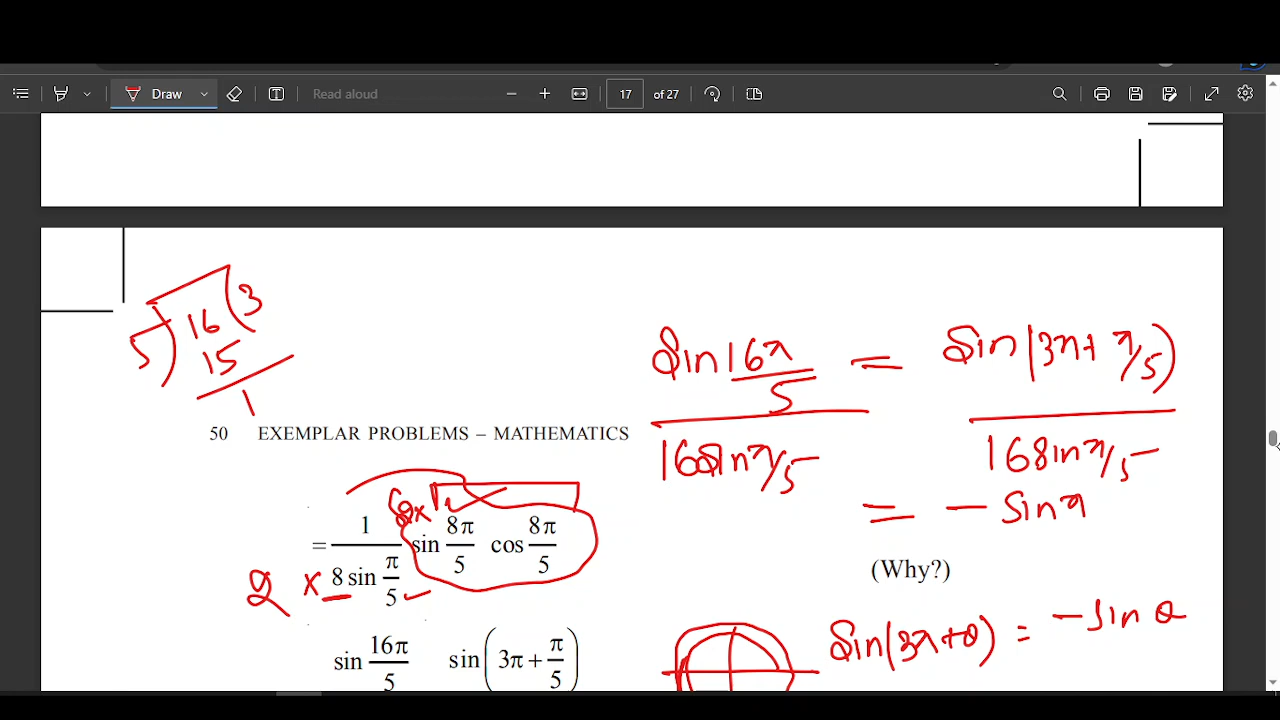 Draw
Read aloud
17 of 27
5) 16 (3
15
1
sin 16π/5 = sin(3π + π/5)
16 sin π/5 16 sin π/5
= - sin π
50 EXEMPLAR PROBLEMS – MATHEMATICS
2x
= 1 sin 8π/5 cos 8π/5
2 x 8 sin π/5
(Why?)
sin(3π+θ) = - sin θ
sin 16π/5 sin(3π + π/5)